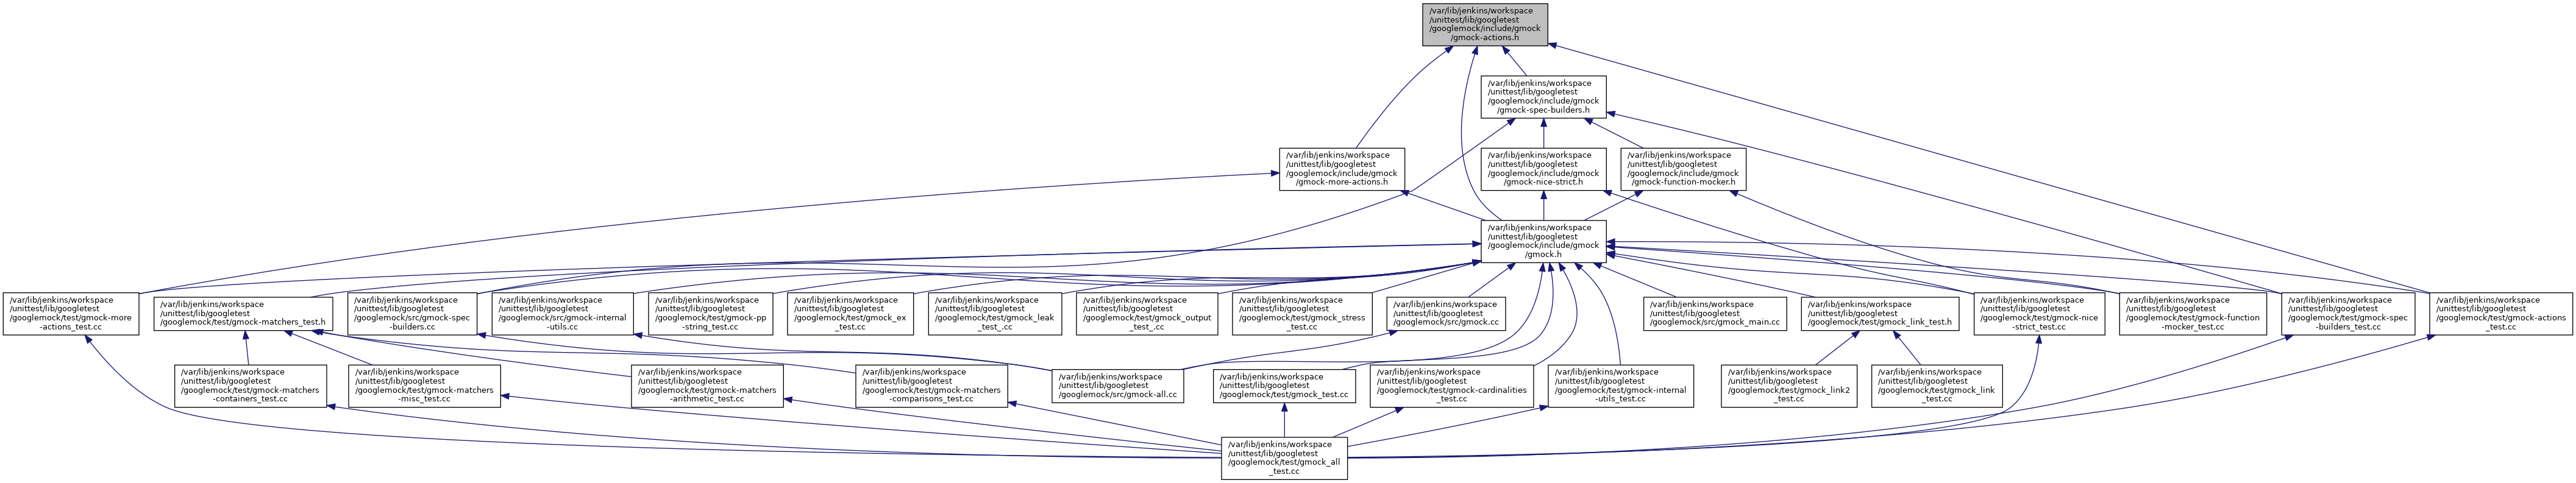 /var/lib/jenkins/workspace
/unittest/lib/googletest
/googlemock/include/gmock
/gmock-actions.h
/var/lib/jenkins/workspace
/unittest/lib/googletest
/googlemock/include/gmock
/gmock-spec-builders.h
/var/lib/jenkins/workspace
/unittest/lib/googletest
/googlemock/include/gmock
/gmock-more-actions.h
/var/lib/jenkins/workspace
/unittest/lib/googletest
/googlemock/include/gmock
/gmock-nice-strict.h
/var/lib/jenkins/workspace
/unittest/lib/googletest
/googlemock/include/gmock
/gmock-function-mocker.h
/var/lib/jenkins/workspace
/unittest/lib/googletest
/googlemock/include/gmock
/gmock.h
/var/lib/jenkins/workspace
/unittest/lib/googletest
/googlemock/test/gmock-more
-actions_test.cc
/var/lib/jenkins/workspace
/unittest/lib/googletest
/googlemock/test/gmock-matchers_test.h
/var/lib/jenkins/workspace
/unittest/lib/googletest
/googlemock/src/gmock-spec
-builders.cc
/var/lib/jenkins/workspace
/unittest/lib/googletest
/googlemock/src/gmock-internal
-utils.cc
/var/lib/jenkins/workspace
/unittest/lib/googletest
/googlemock/test/gmock-pp
-string_test.cc
/var/lib/jenkins/workspace
/unittest/lib/googletest
/googlemock/test/gmock_ex
_test.cc
/var/lib/jenkins/workspace
/unittest/lib/googletest
/googlemock/test/gmock_leak
_test_.cc
/var/lib/jenkins/workspace
/unittest/lib/googletest
/googlemock/test/gmock_output
_test_.cc
/var/lib/jenkins/workspace
/unittest/lib/googletest
/googlemock/test/gmock_stress
_test.cc
/var/lib/jenkins/workspace
/unittest/lib/googletest
/googlemock/src/gmock.cc
/var/lib/jenkins/workspace
/unittest/lib/googletest
/googlemock/src/gmock_main.cc
/var/lib/jenkins/workspace
/unittest/lib/googletest
/googlemock/test/gmock_link_test.h
/var/lib/jenkins/workspace
/unittest/lib/googletest
/googlemock/test/gmock-nice
-strict_test.cc
/var/lib/jenkins/workspace
/unittest/lib/googletest
/googlemock/test/gmock-function
-mocker_test.cc
/var/lib/jenkins/workspace
/unittest/lib/googletest
/googlemock/test/gmock-spec
-builders_test.cc
/var/lib/jenkins/workspace
/unittest/lib/googletest
/googlemock/test/gmock-actions
_test.cc
/var/lib/jenkins/workspace
/unittest/lib/googletest
/googlemock/test/gmock-matchers
-containers_test.cc
/var/lib/jenkins/workspace
/unittest/lib/googletest
/googlemock/test/gmock-matchers
-misc_test.cc
/var/lib/jenkins/workspace
/unittest/lib/googletest
/googlemock/test/gmock-matchers
-arithmetic_test.cc
/var/lib/jenkins/workspace
/unittest/lib/googletest
/googlemock/test/gmock-matchers
-comparisons_test.cc
/var/lib/jenkins/workspace
/unittest/lib/googletest
/googlemock/src/gmock-all.cc
/var/lib/jenkins/workspace
/unittest/lib/googletest
/googlemock/test/gmock_test.cc
/var/lib/jenkins/workspace
/unittest/lib/googletest
/googlemock/test/gmock-cardinalities
_test.cc
/var/lib/jenkins/workspace
/unittest/lib/googletest
/googlemock/test/gmock-internal
-utils_test.cc
/var/lib/jenkins/workspace
/unittest/lib/googletest
/googlemock/test/gmock_link2
_test.cc
/var/lib/jenkins/workspace
/unittest/lib/googletest
/googlemock/test/gmock_link
_test.cc
/var/lib/jenkins/workspace
/unittest/lib/googletest
/googlemock/test/gmock_all
_test.cc